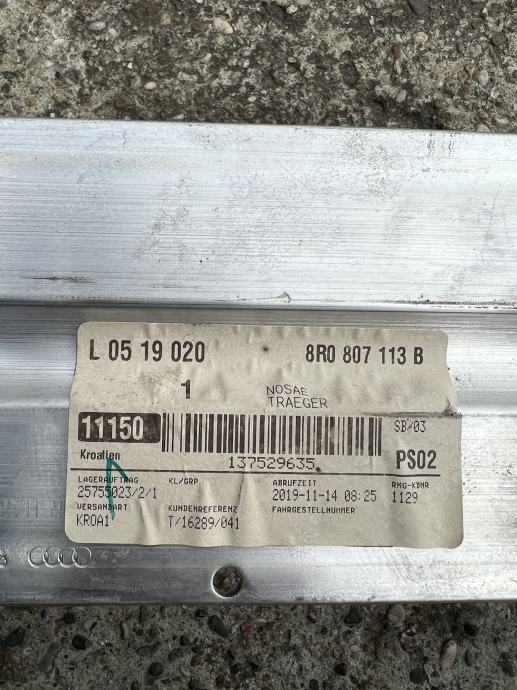 L 05 19 020
8R0 807 113 B
1
NOSAE
TRAEGER
11150
SB/03
Kroatien
137529635
PS02
LAGERAUFTRAG
KL/GRP
ABRUFZEIT
RNG-KDNR
25755023/2/1
2019-11-14 08:25
1129
VERSANDART
KUNDENREFERENZ
FAHRGESTELLNUMMER
KROA1
T/16289/041